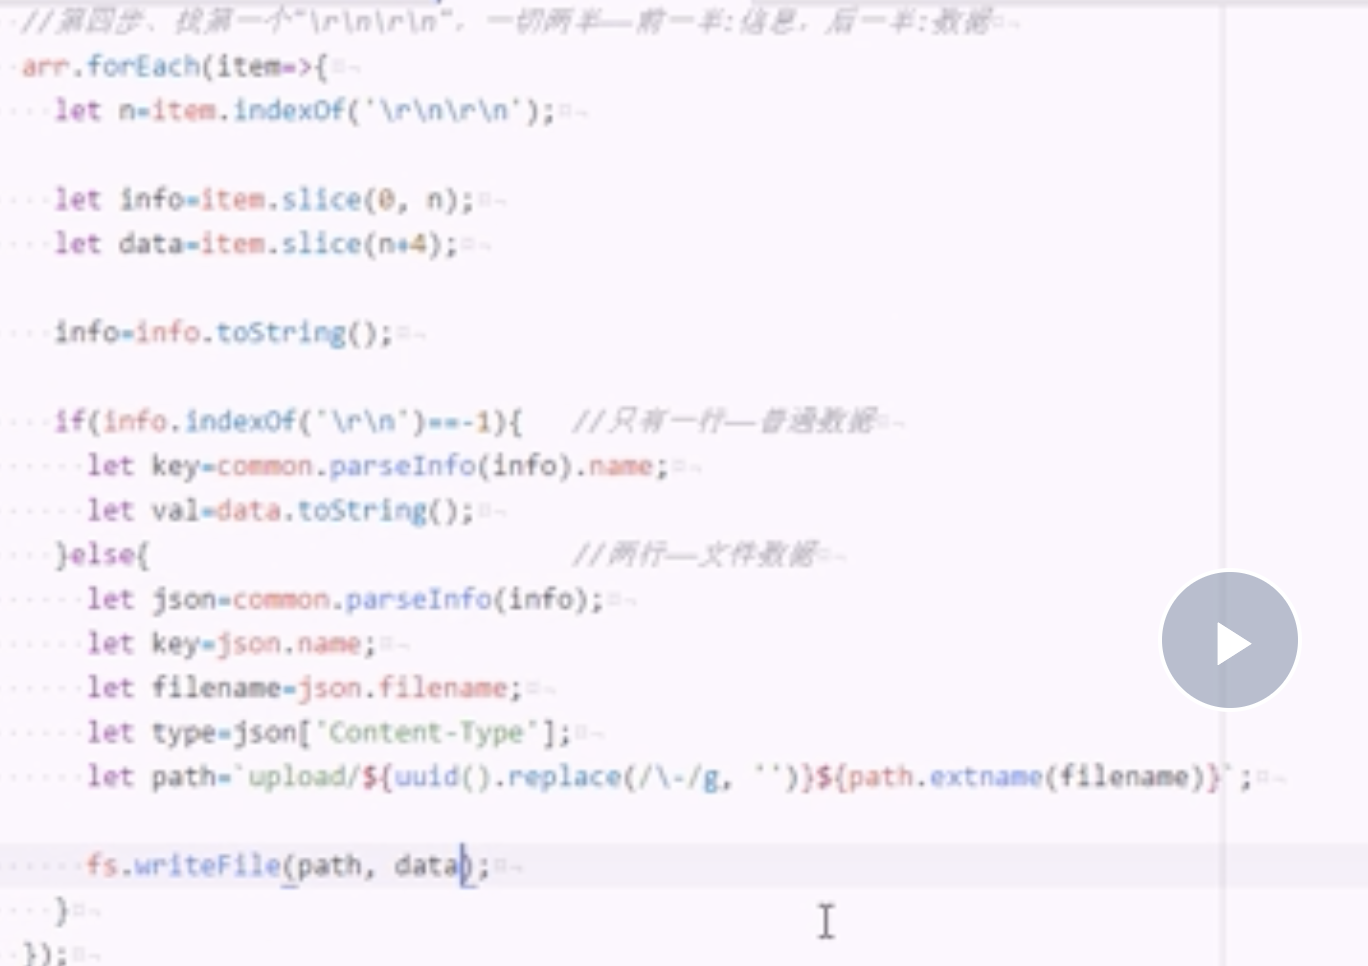 //第四步、找第一个"\r\n\r\n"，一切两半——前一半:信息，后一半:数据
arr.forEach(item=>{
let n=item.indexOf('\r\n\r\n');
let info=item.slice(0, n);
let data=item.slice(n+4);
info=info.toString();
if(info.indexOf('\r\n')==-1){ //只有一行——普通数据
let key=common.parseInfo(info).name;
let val=data.toString();
}else{ //两行——文件数据
let json=common.parseInfo(info);
let key=json.name;
let filename=json.filename;
let type=json['Content-Type'];
let path=`upload/${uuid().replace(/\-/g, '')}${path.extname(filename)}`;
fs.writeFile(path, data);
}
});